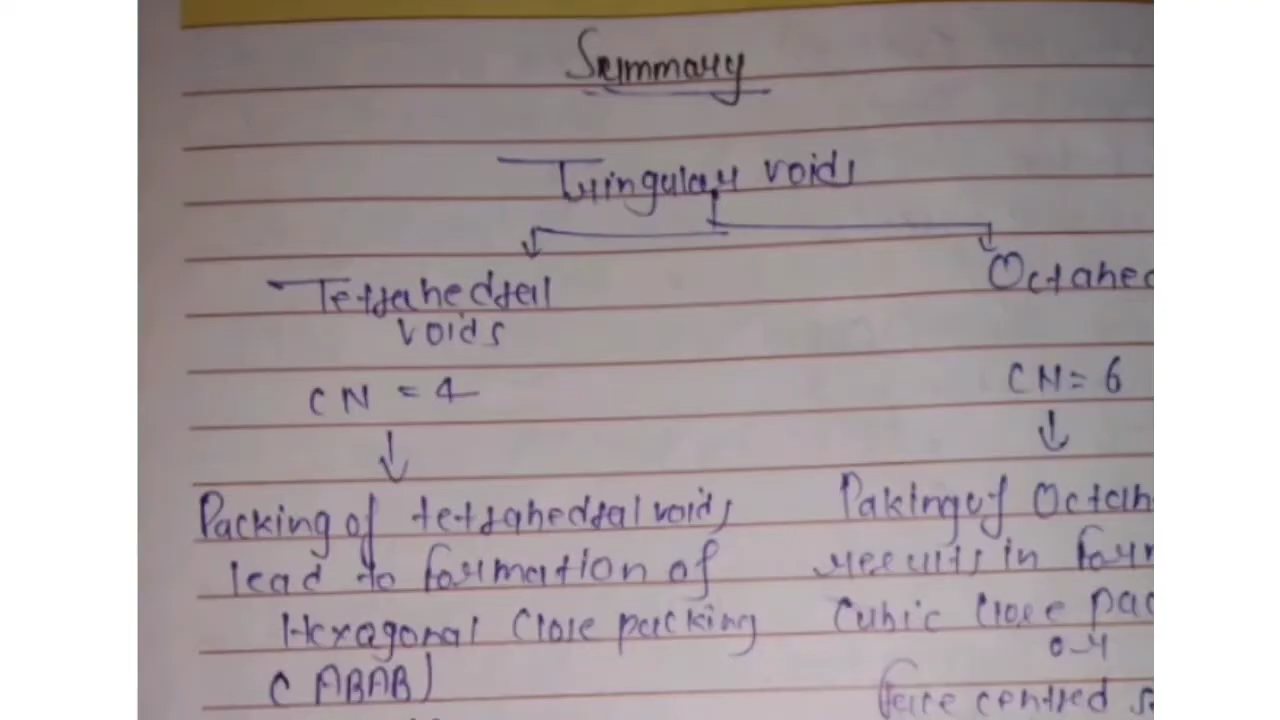 Summary
Tringular voids
Tetrahedral
voids
Octahed
CN = 4
CN = 6
Packing of tetrahedral voids
lead to formation of
Hexagonal Close packing
( ABAB )
Paking of Octah
results in form
Cubic Close pac
or
face centred s